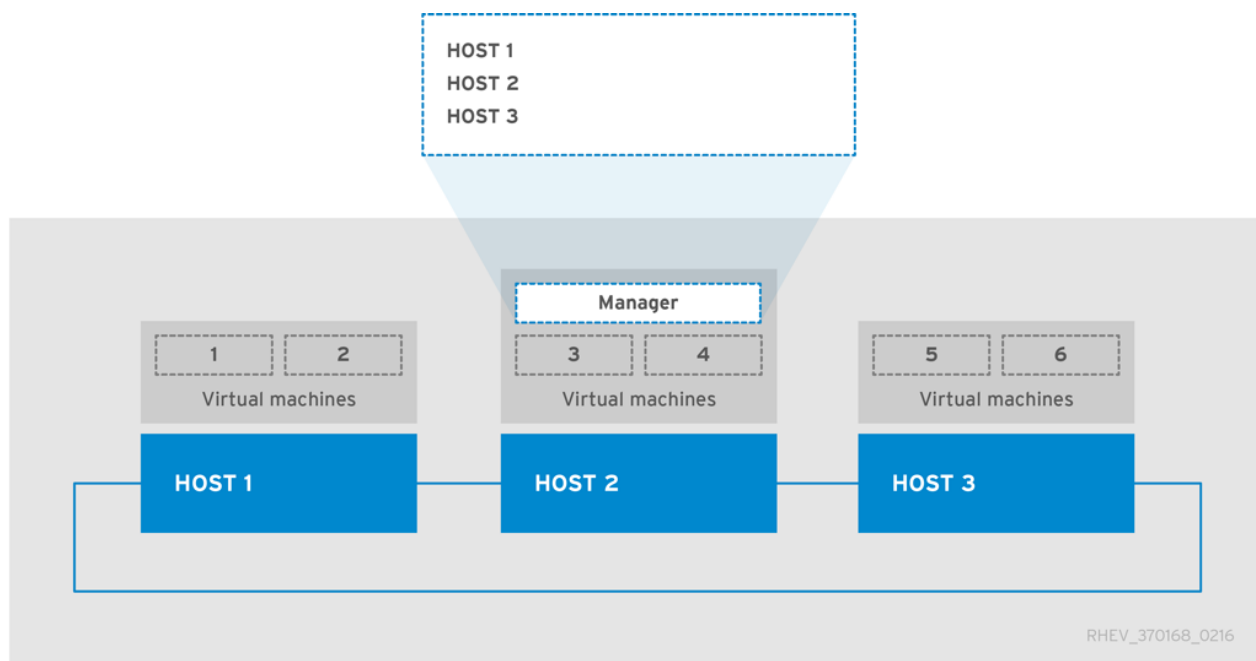 HOST 1
HOST 2
HOST 3
Manager
1 2
3 4
5 6
Virtual machines
Virtual machines
Virtual machines
HOST 1
HOST 2
HOST 3
RHEV_370168_0216